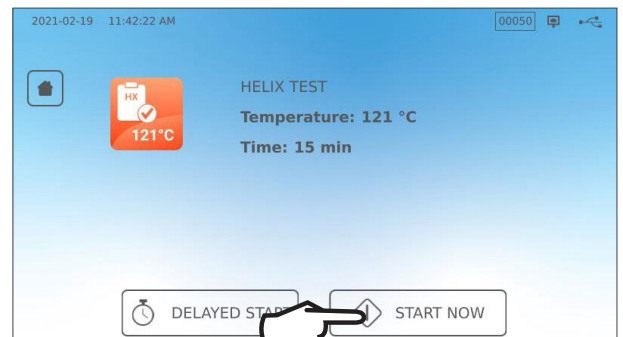 2021-02-19 11:42:22 AM 00050
HX
121°C
HELIX TEST
Temperature: 121 °C
Time: 15 min
DELAYED START
START NOW